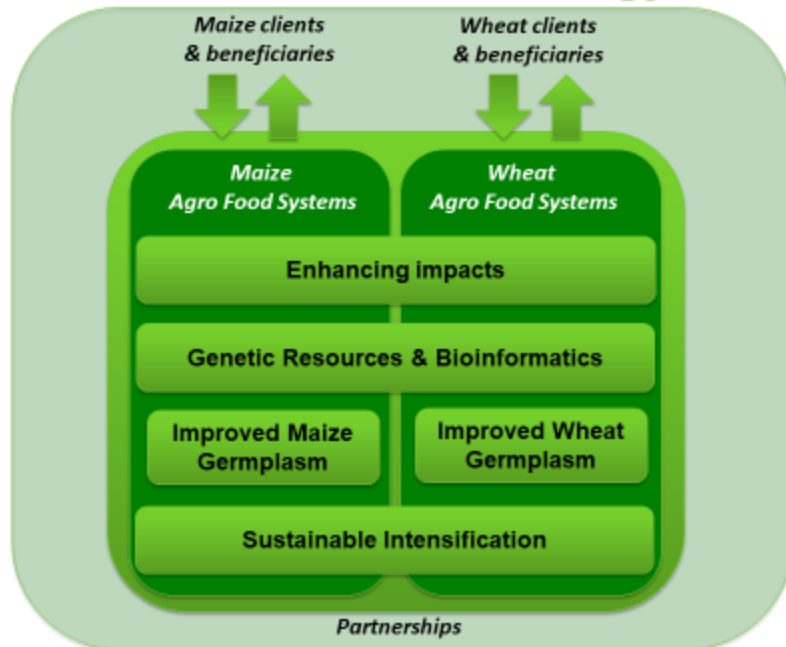 Maize clients
& beneficiaries
Wheat clients
& beneficiaries
Maize
Agro Food Systems
Wheat
Agro Food Systems
Enhancing impacts
Genetic Resources & Bioinformatics
Improved Maize
Germplasm
Improved Wheat
Germplasm
Sustainable Intensification
Partnerships